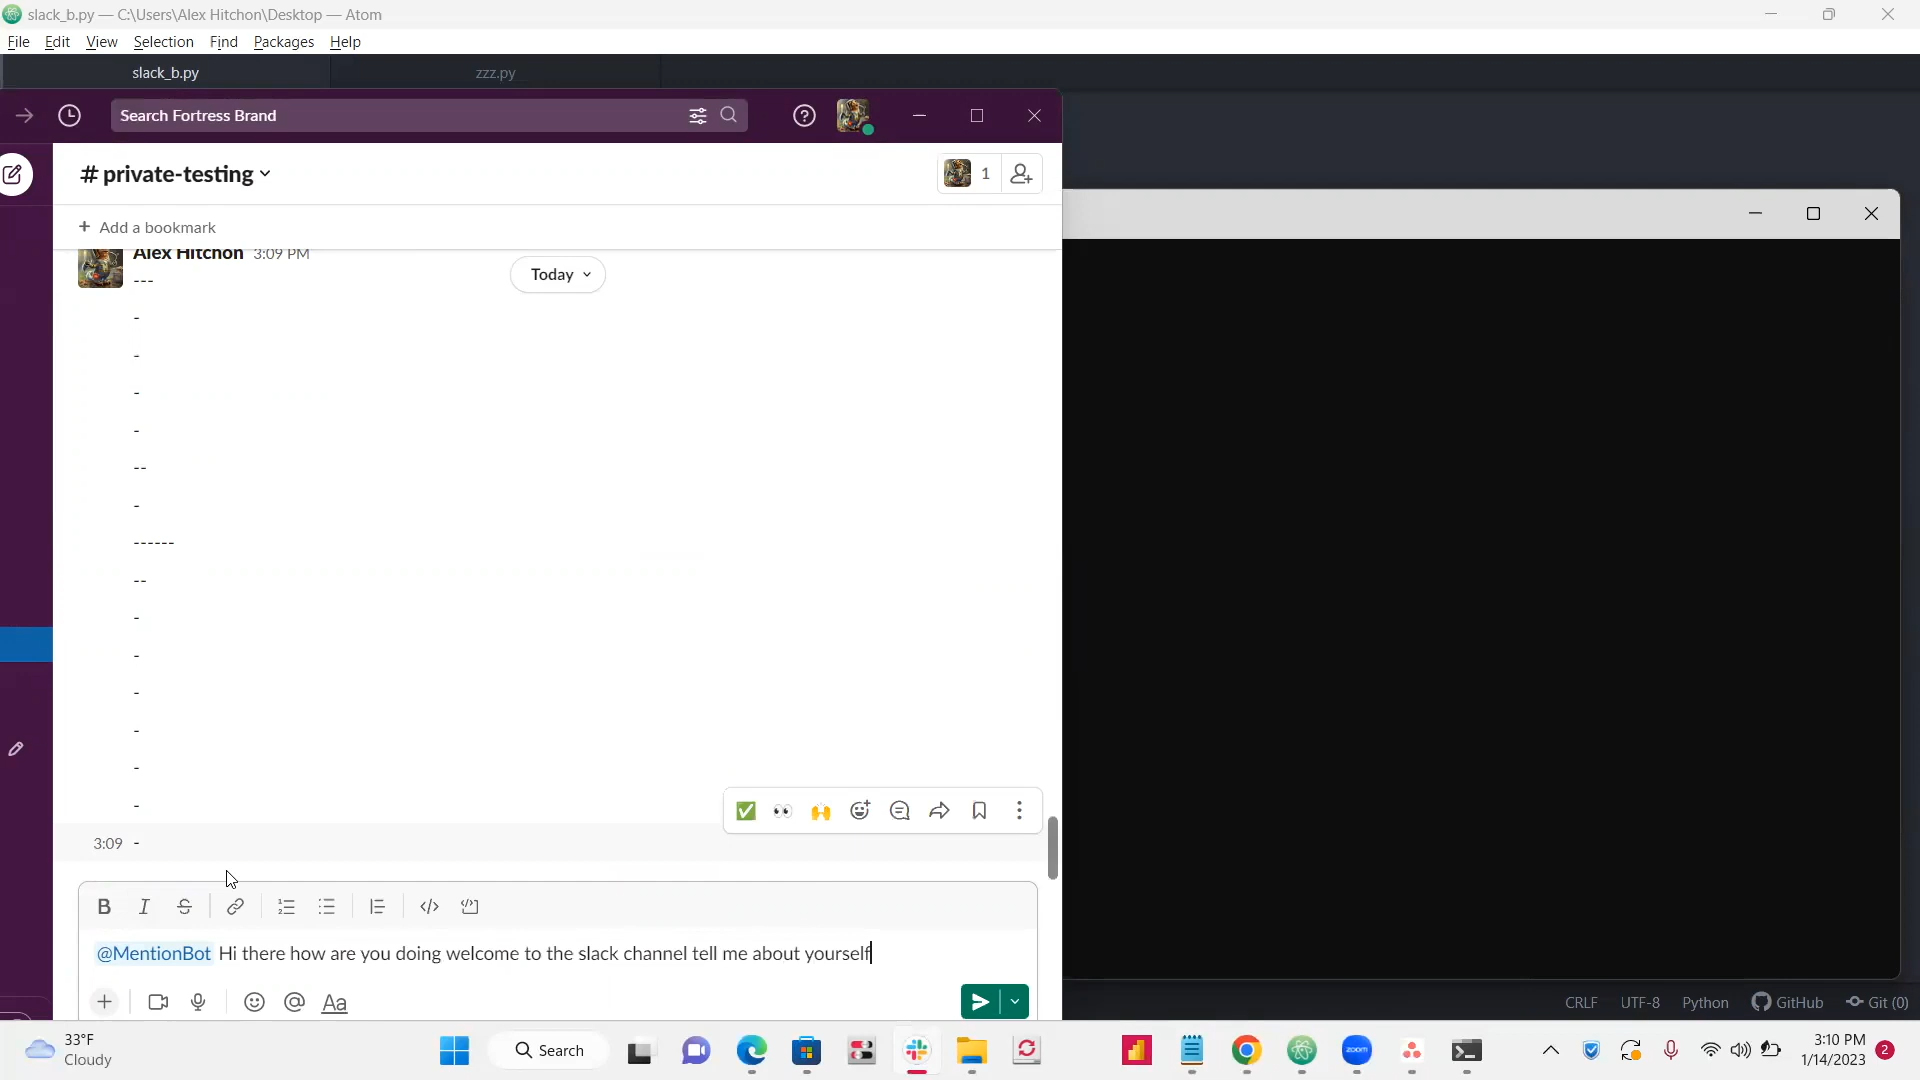 slack_b.py — C:\Users\Alex Hitchon\Desktop — Atom
File Edit View Selection Find Packages Help
slack_b.py zzz.py
Search Fortress Brand
# private-testing
1
+ Add a bookmark
Alex Hitchon 3:09 PM
Today
---
-
-
-
-
--
-
------
--
-
-
-
-
-
-
3:09 -
B I S
@MentionBot Hi there how are you doing welcome to the slack channel tell me about yourself
Aa
CRLF UTF-8 Python GitHub Git (0)
33°F
Cloudy
Search
zoom
3:10 PM
1/14/2023
2